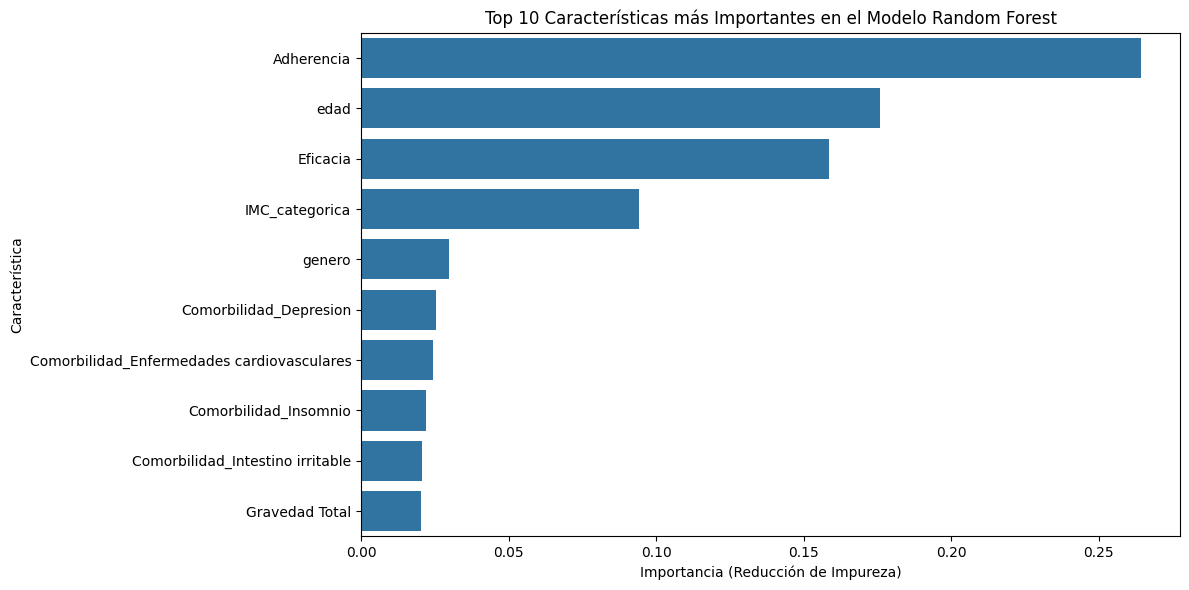 Top 10 Características más Importantes en el Modelo Random Forest
Característica
Adherencia
edad
Eficacia
IMC_categorica
genero
Comorbilidad_Depresion
Comorbilidad_Enfermedades cardiovasculares
Comorbilidad_Insomnio
Comorbilidad_Intestino irritable
Gravedad Total
0.00 0.05 0.10 0.15 0.20 0.25
Importancia (Reducción de Impureza)